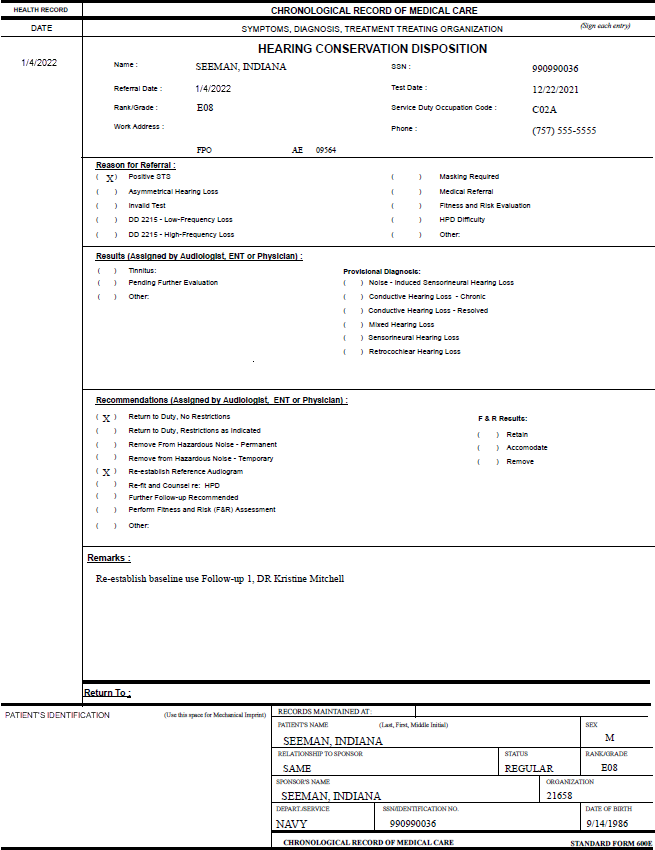 HEALTH RECORD CHRONOLOGICAL RECORD OF MEDICAL CARE
DATE SYMPTOMS, DIAGNOSIS, TREATMENT TREATING ORGANIZATION (Sign each entry)
HEARING CONSERVATION DISPOSITION
1/4/2022
Name : SEEMAN, INDIANA SSN : 990990036
Referral Date : 1/4/2022 Test Date : 12/22/2021
Rank/Grade : E08 Service Duty Occupation Code : C02A
Work Address : Phone : (757) 555-5555
FPO AE 09564
Reason for Referral :
( X ) Positive STS ( ) Masking Required
( ) Asymmetrical Hearing Loss ( ) Medical Referral
( ) Invalid Test ( ) Fitness and Risk Evaluation
( ) DD 2215 - Low-Frequency Loss ( ) HPD Difficulty
( ) DD 2215 - High-Frequency Loss ( ) Other:
Results (Assigned by Audiologist, ENT or Physician) :
( ) Tinnitus: Provisional Diagnosis:
( ) Pending Further Evaluation ( ) Noise - Induced Sensorineural Hearing Loss
( ) Other: ( ) Conductive Hearing Loss - Chronic
( ) Conductive Hearing Loss - Resolved
( ) Mixed Hearing Loss
( ) Sensorineural Hearing Loss
( ) Retrocochlear Hearing Loss
Recommendations (Assigned by Audiologist, ENT or Physician) :
( X ) Return to Duty, No Restrictions F & R Results:
( ) Return to Duty, Restrictions as Indicated ( ) Retain
( ) Remove From Hazardous Noise - Permanent ( ) Accomodate
( ) Remove from Hazardous Noise - Temporary ( ) Remove
( X ) Re-establish Reference Audiogram
( ) Re-fit and Counsel re: HPD
( ) Further Follow-up Recommended
( ) Perform Fitness and Risk (F&R) Assessment
( ) Other:
Remarks :
Re-establish baseline use Follow-up 1, DR Kristine Mitchell
Return To :
PATIENT'S IDENTIFICATION (Use this space for Mechanical Imprint) RECORDS MAINTAINED AT:
PATIENT'S NAME (Last, First, Middle Initial) SEX
SEEMAN, INDIANA M
RELATIONSHIP TO SPONSOR STATUS RANK/GRADE
SAME REGULAR E08
SPONSOR'S NAME ORGANIZATION
SEEMAN, INDIANA 21658
DEPART./SERVICE SSN/IDENTIFICATION NO. DATE OF BIRTH
NAVY 990990036 9/14/1986
CHRONOLOGICAL RECORD OF MEDICAL CARE STANDARD FORM 600E